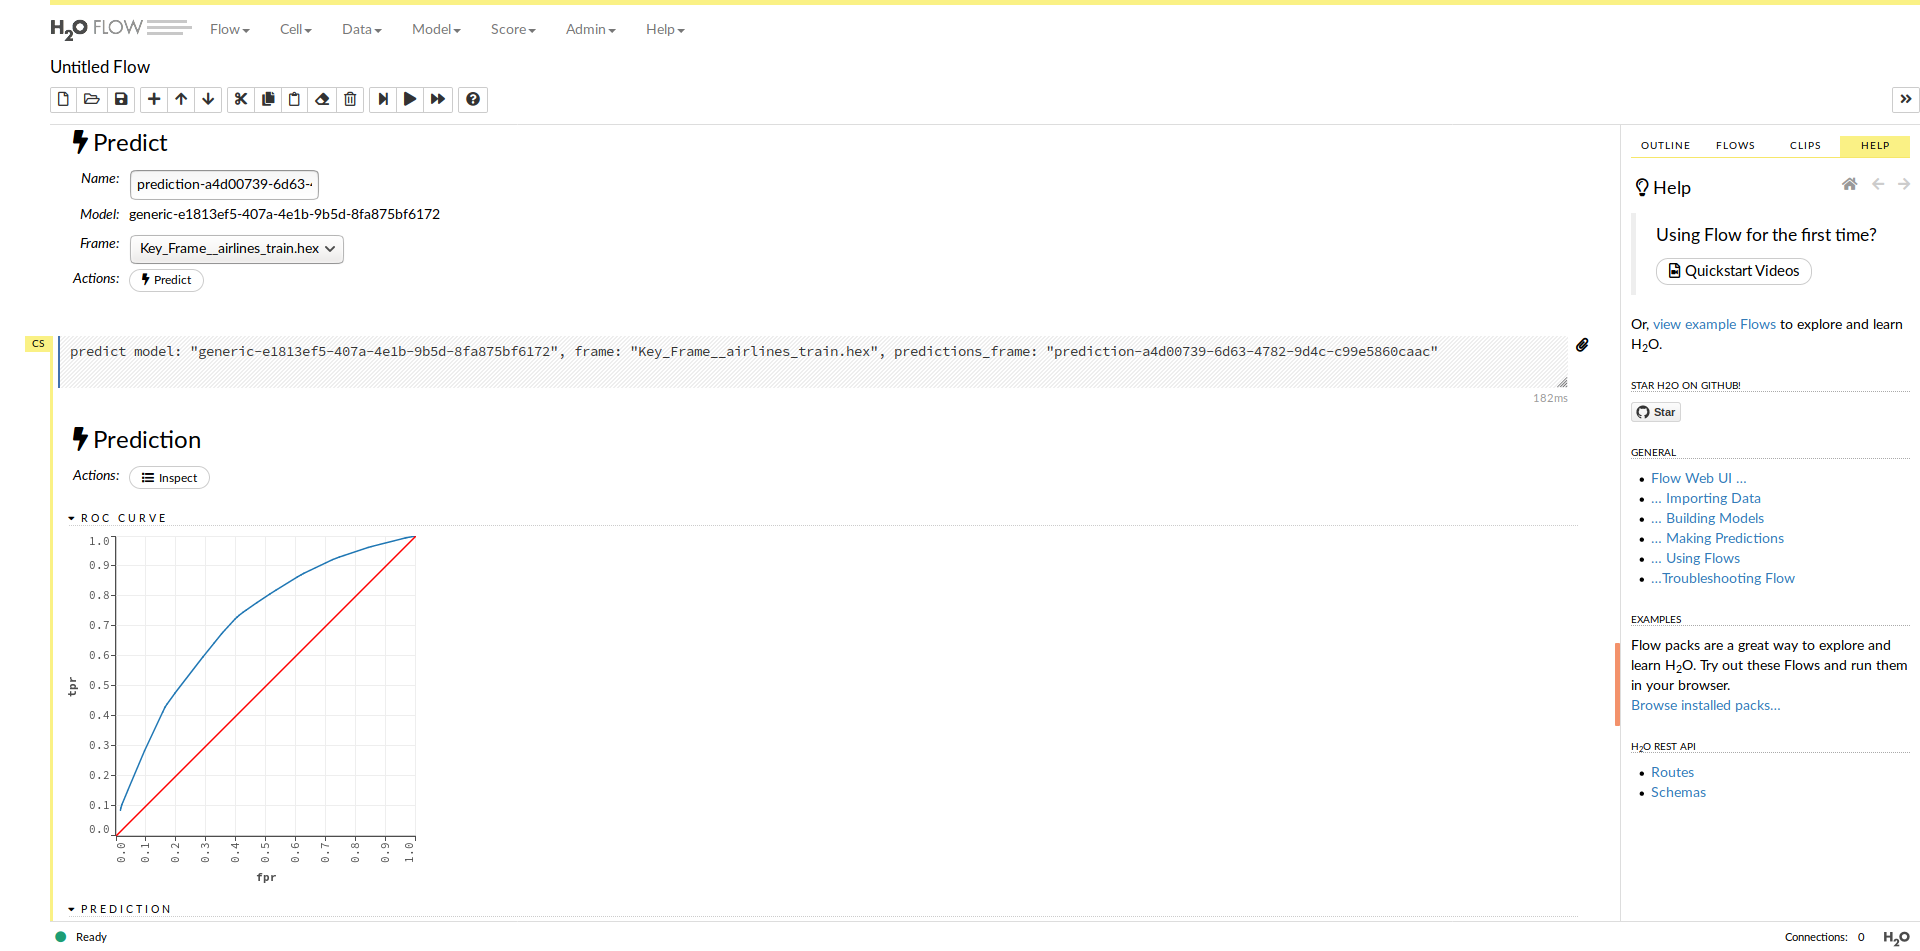 H2O FLOW Flow Cell Data Model Score Admin Help
Untitled Flow
Predict
Name: prediction-a4d00739-6d63-
Model: generic-e1813ef5-407a-4e1b-9b5d-8fa875bf6172
Frame: Key_Frame__airlines_train.hex
Actions: Predict
CS
predict model: "generic-e1813ef5-407a-4e1b-9b5d-8fa875bf6172", frame: "Key_Frame__airlines_train.hex", predictions_frame: "prediction-a4d00739-6d63-4782-9d4c-c99e5860caac"
182ms
Prediction
Actions: Inspect
ROC CURVE
1.0
0.9
0.8
0.7
0.6
0.5
0.4
0.3
0.2
0.1
0.0
tpr
0.0 0.1 0.2 0.3 0.4 0.5 0.6 0.7 0.8 0.9 1.0
fpr
PREDICTION
OUTLINE FLOWS CLIPS HELP
Help
Using Flow for the first time?
Quickstart Videos
Or, view example Flows to explore and learn
H2O.
STAR H2O ON GITHUB!
Star
GENERAL
Flow Web UI ...
... Importing Data
... Building Models
... Making Predictions
... Using Flows
...Troubleshooting Flow
EXAMPLES
Flow packs are a great way to explore and
learn H2O. Try out these Flows and run them
in your browser.
Browse installed packs...
H2O REST API
Routes
Schemas
Ready
Connections: 0 H2O